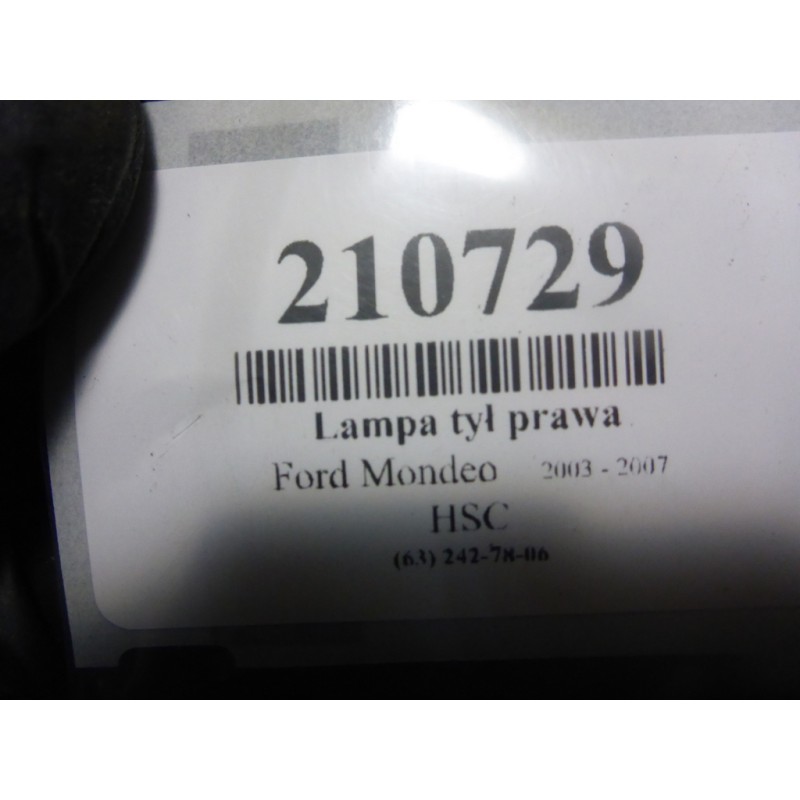 210729
Lampa tył prawa
Ford Mondeo 2003 - 2007
HSC
(63) 242-78-06